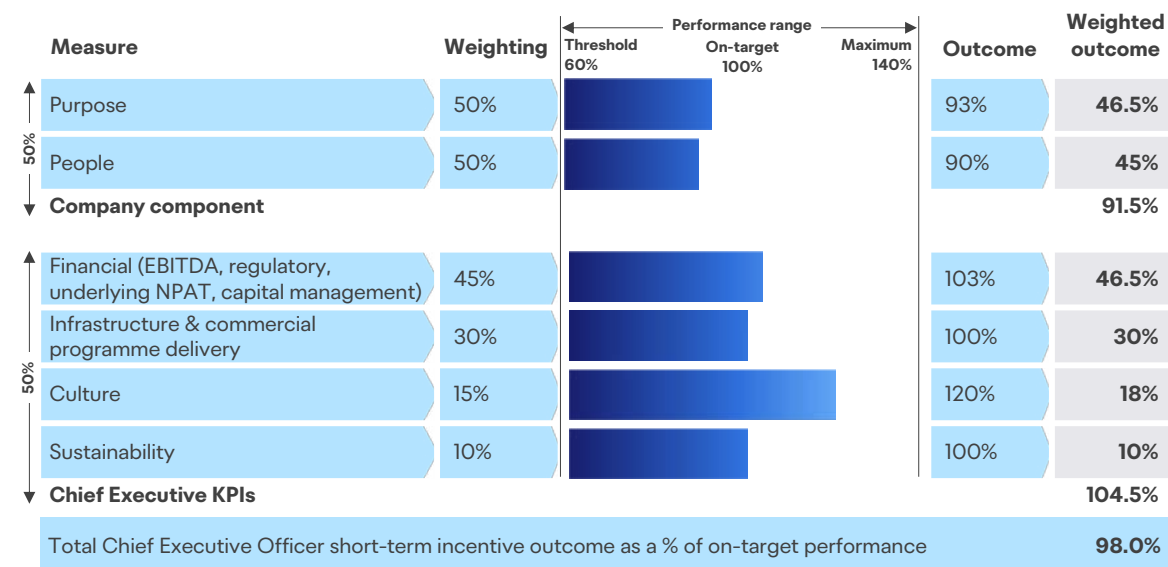 Performance range
Weighted
Measure Weighting Threshold On-target Maximum Outcome outcome
60% 100% 140%
Purpose 50% 93% 46.5%
50%
People 50% 90% 45%
Company component 91.5%
Financial (EBITDA, regulatory,
underlying NPAT, capital management) 45% 103% 46.5%
Infrastructure & commercial
programme delivery 30% 100% 30%
50%
Culture 15% 120% 18%
Sustainability 10% 100% 10%
Chief Executive KPIs 104.5%
Total Chief Executive Officer short-term incentive outcome as a % of on-target performance 98.0%